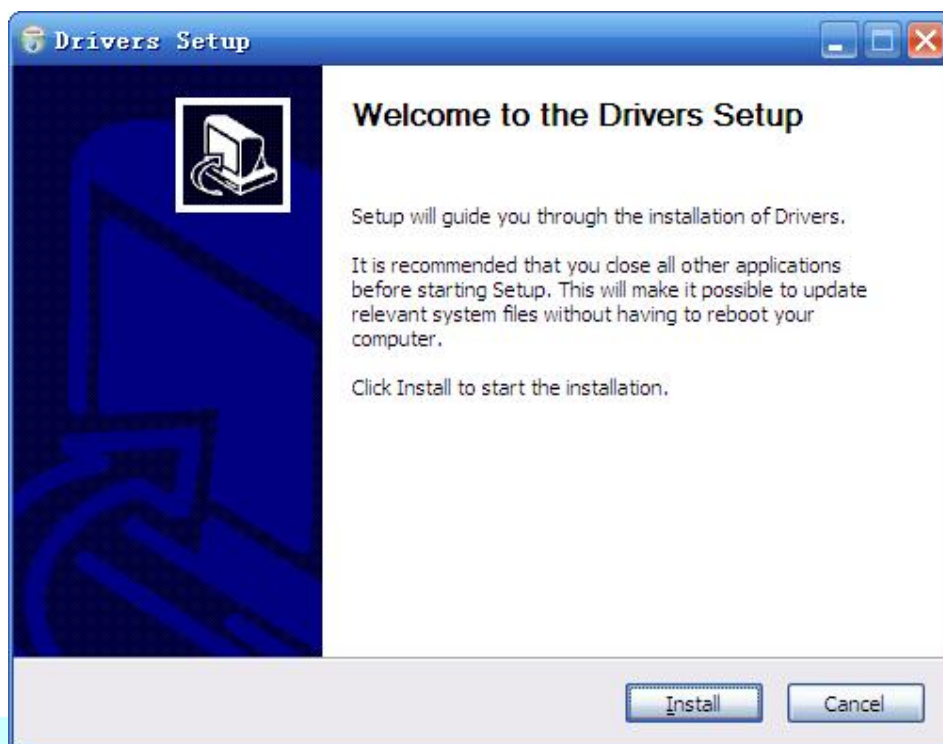 Drivers Setup
Welcome to the Drivers Setup
Setup will guide you through the installation of Drivers.
It is recommended that you close all other applications
before starting Setup. This will make it possible to update
relevant system files without having to reboot your
computer.
Click Install to start the installation.
Install
Cancel